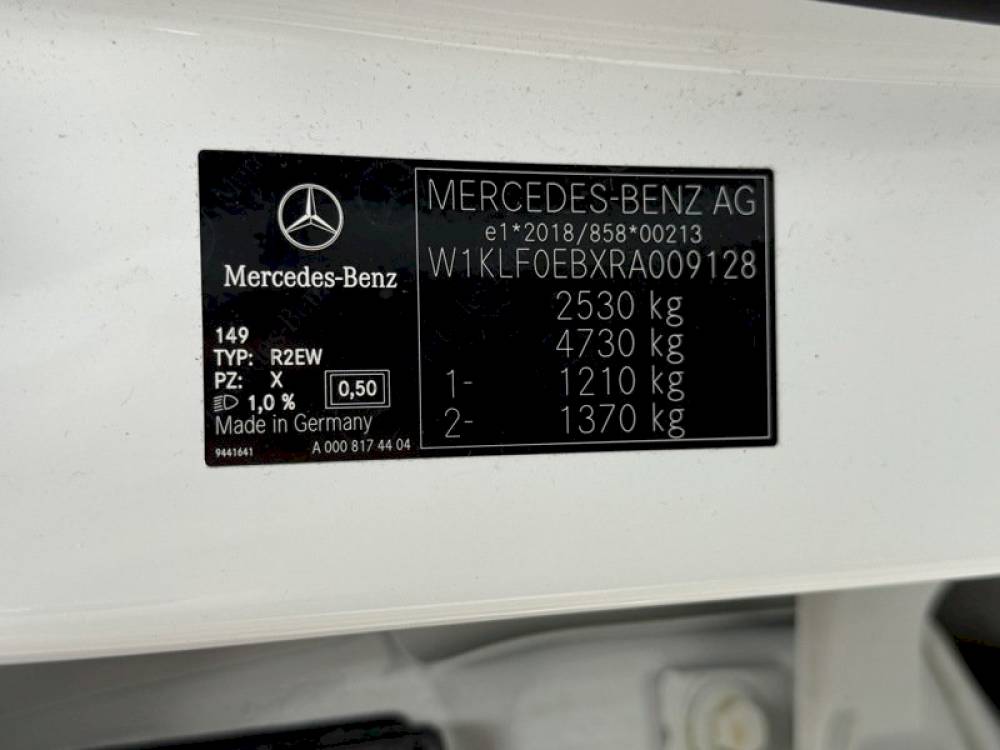 Mercedes-Benz
149
TYP: R2EW
PZ: X
0,50
1,0 %
Made in Germany
9441641
A 000 817 44 04
MERCEDES-BENZ AG
e1*2018/858*00213
W1KLF0EBXRA009128
2530 kg
4730 kg
1- 1210 kg
2- 1370 kg